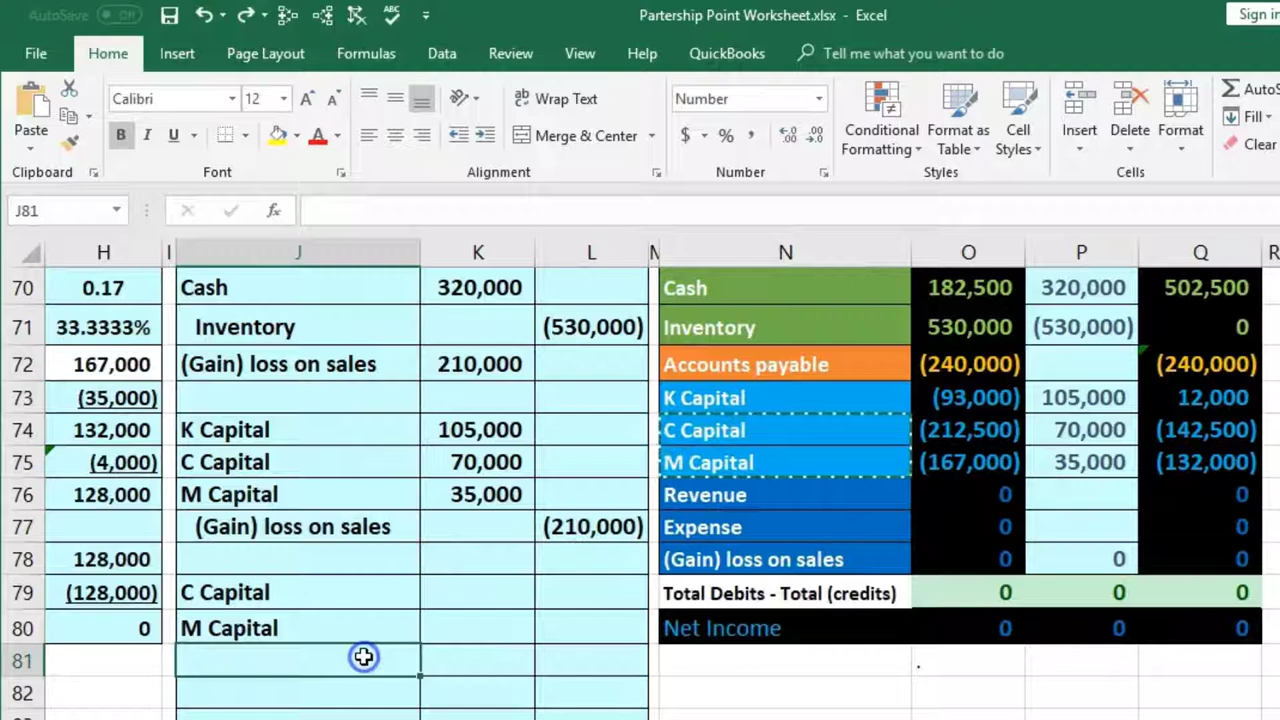 AutoSave Off Partership Point Worksheet.xlsx - Excel Sign in
File Home Insert Page Layout Formulas Data Review View Help QuickBooks Tell me what you want to do
Paste Calibri 12 Wrap Text Number AutoS
B I U Merge & Center $ % , Conditional Formatting Format as Table Cell Styles Insert Delete Format Fill Clear
Clipboard Font Alignment Number Styles Cells
J81 fx
H I J K L M N O P Q R
70 0.17 Cash 320,000 Cash 182,500 320,000 502,500
71 33.3333% Inventory (530,000) Inventory 530,000 (530,000) 0
72 167,000 (Gain) loss on sales 210,000 Accounts payable (240,000) (240,000)
73 (35,000) K Capital (93,000) 105,000 12,000
74 132,000 K Capital 105,000 C Capital (212,500) 70,000 (142,500)
75 (4,000) C Capital 70,000 M Capital (167,000) 35,000 (132,000)
76 128,000 M Capital 35,000 Revenue 0 0
77 (Gain) loss on sales (210,000) Expense 0 0
78 128,000 (Gain) loss on sales 0 0 0
79 (128,000) C Capital Total Debits - Total (credits) 0 0 0
80 0 M Capital Net Income 0 0 0
81 .
82